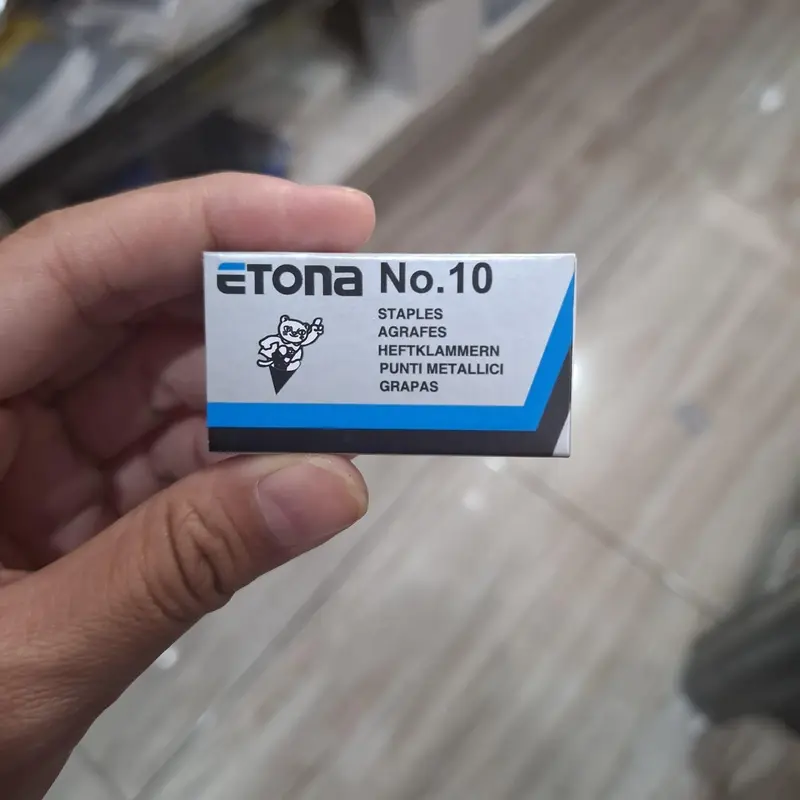 ETONA No.10
STAPLES
AGRAFES
HEFTKLAMMERN
PUNTI METALLICI
GRAPAS